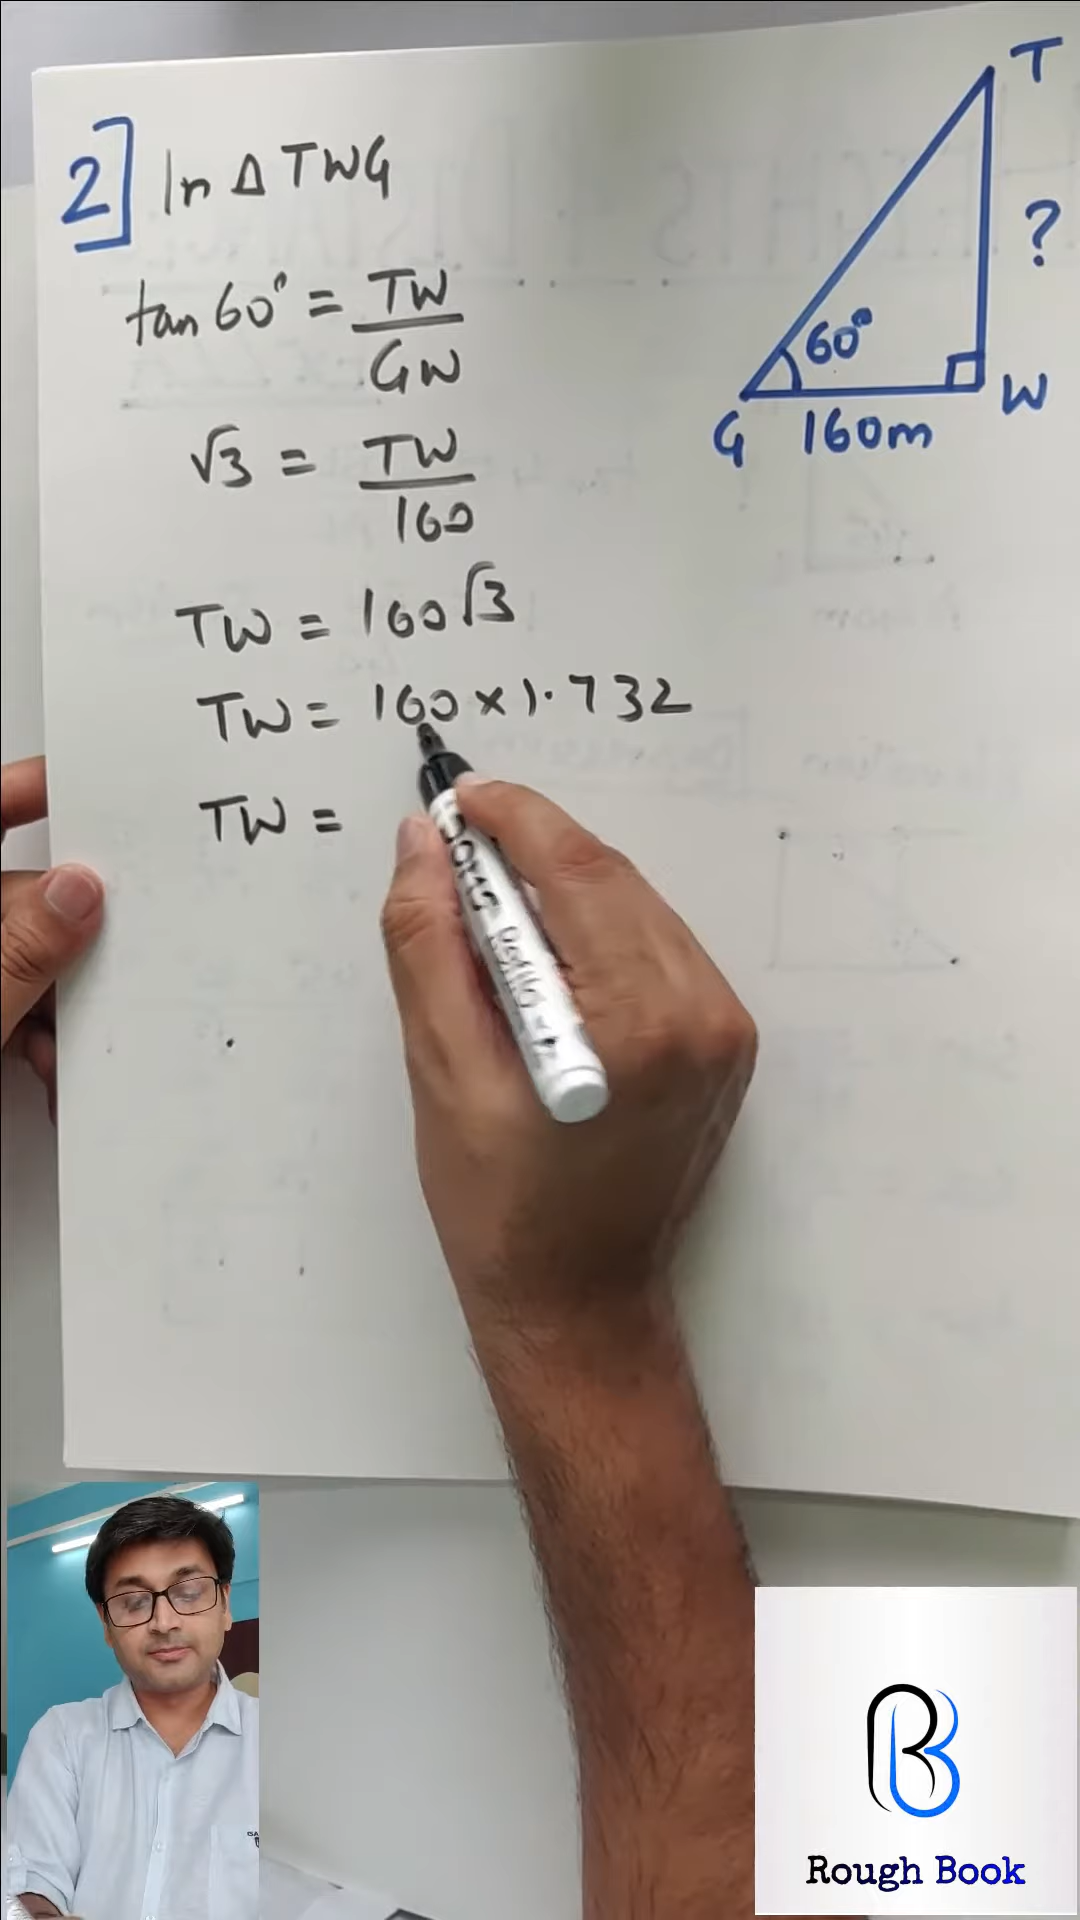 2] In Δ TWG
tan 60° = TW/GW
√3 = TW/160
TW = 160√3
TW = 160 × 1.732
TW =
T
?
60°
G 160m W
Rough Book